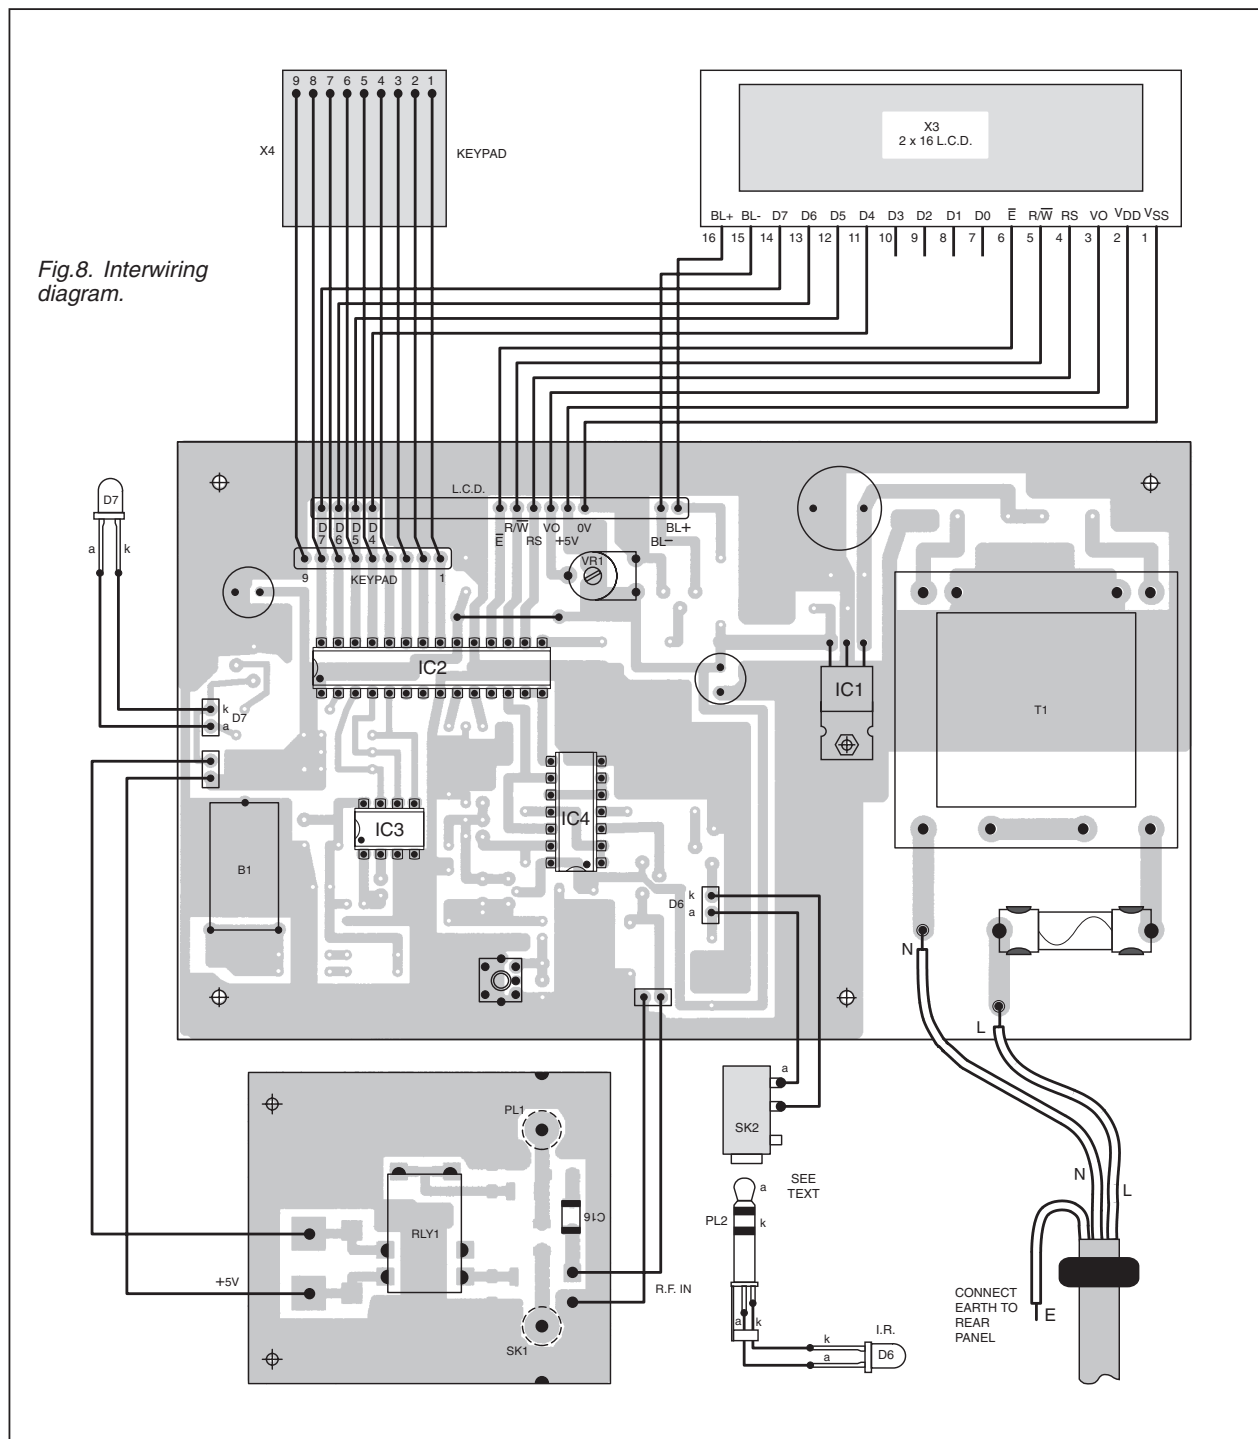 9 8 7 6 5 4 3 2 1
X4
KEYPAD
X3
2 x 16 L.C.D.
BL+ BL- D7 D6 D5 D4 D3 D2 D1 D0 E̅ R/W̅ RS VO VDD VSS
16 15 14 13 12 11 10 9 8 7 6 5 4 3 2 1
Fig.8. Interwiring
diagram.
D7
a k
L.C.D.
D7 D6 D5 D4 E̅ R/W̅ RS VO +5V 0V BL- BL+
9 KEYPAD 1
VR1
IC2
IC1
T1
k
D7
a
IC3
IC4
B1
k
D6
a
N
L
PL1
a
SK2
SEE
TEXT
a
PL2
k
N
L
C16
RLY1
+5V
R.F. IN
SK1
a k
I.R.
k
a
D6
CONNECT
EARTH TO
REAR
PANEL
E